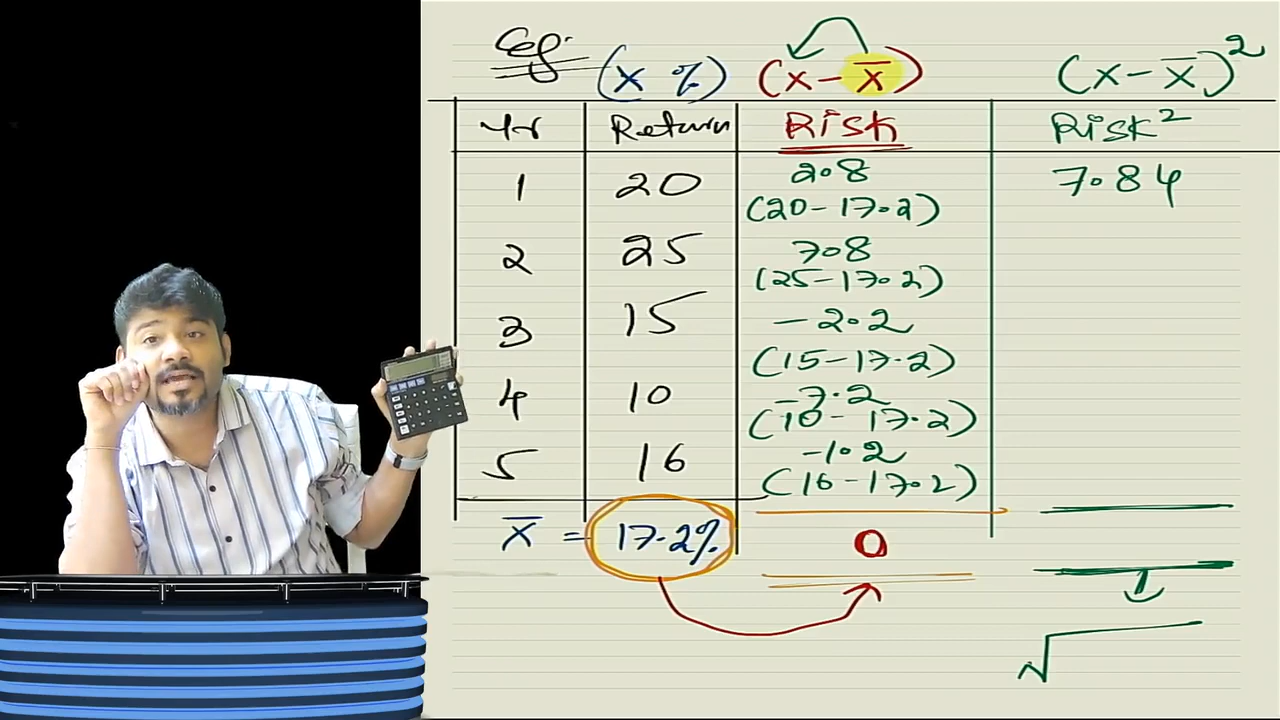 Eg:
(x %) (x - x̄) (x - x̄)²
Yr Return Risk Risk²
1 20 2.8 7.84
(20 - 17.2)
2 25 7.8
(25 - 17.2)
3 15 -2.2
(15 - 17.2)
4 10 -7.2
(10 - 17.2)
5 16 -1.2
(16 - 17.2)
x̄ = 17.2% 0
√